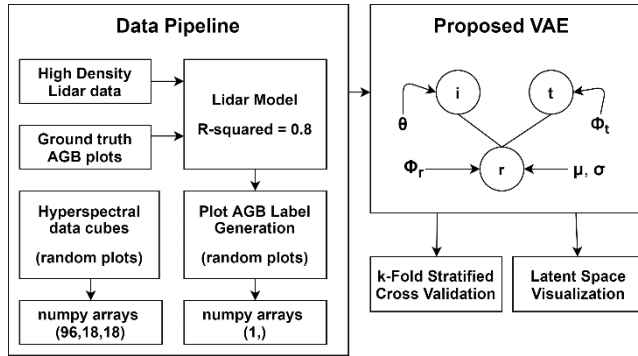 Data Pipeline
High Density
Lidar data
Ground truth
AGB plots
Lidar Model
R-squared = 0.8
Hyperspectral
data cubes
(random plots)
Plot AGB Label
Generation
(random plots)
numpy arrays
(96,18,18)
numpy arrays
(1,)
Proposed VAE
i
t
θ
Φt
r
Φr
μ, σ
k-Fold Stratified
Cross Validation
Latent Space
Visualization